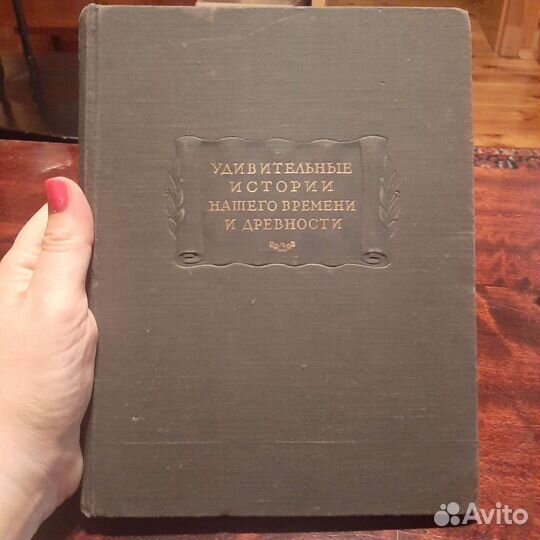 УДИВИТЕЛЬНЫЕ
ИСТОРИИ
НАШЕГО ВРЕМЕНИ
И ДРЕВНОСТИ
Avito